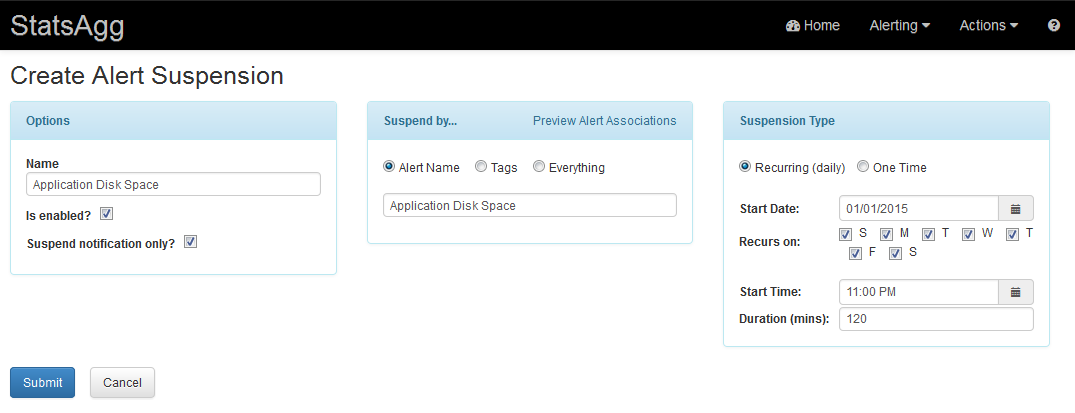 StatsAgg
Home Alerting Actions ?
Create Alert Suspension
Options
Name
Application Disk Space
Is enabled?
Suspend notification only?
Suspend by... Preview Alert Associations
Alert Name Tags Everything
Application Disk Space
Suspension Type
Recurring (daily) One Time
Start Date: 01/01/2015
Recurs on: S M T W T
F S
Start Time: 11:00 PM
Duration (mins): 120
Submit Cancel